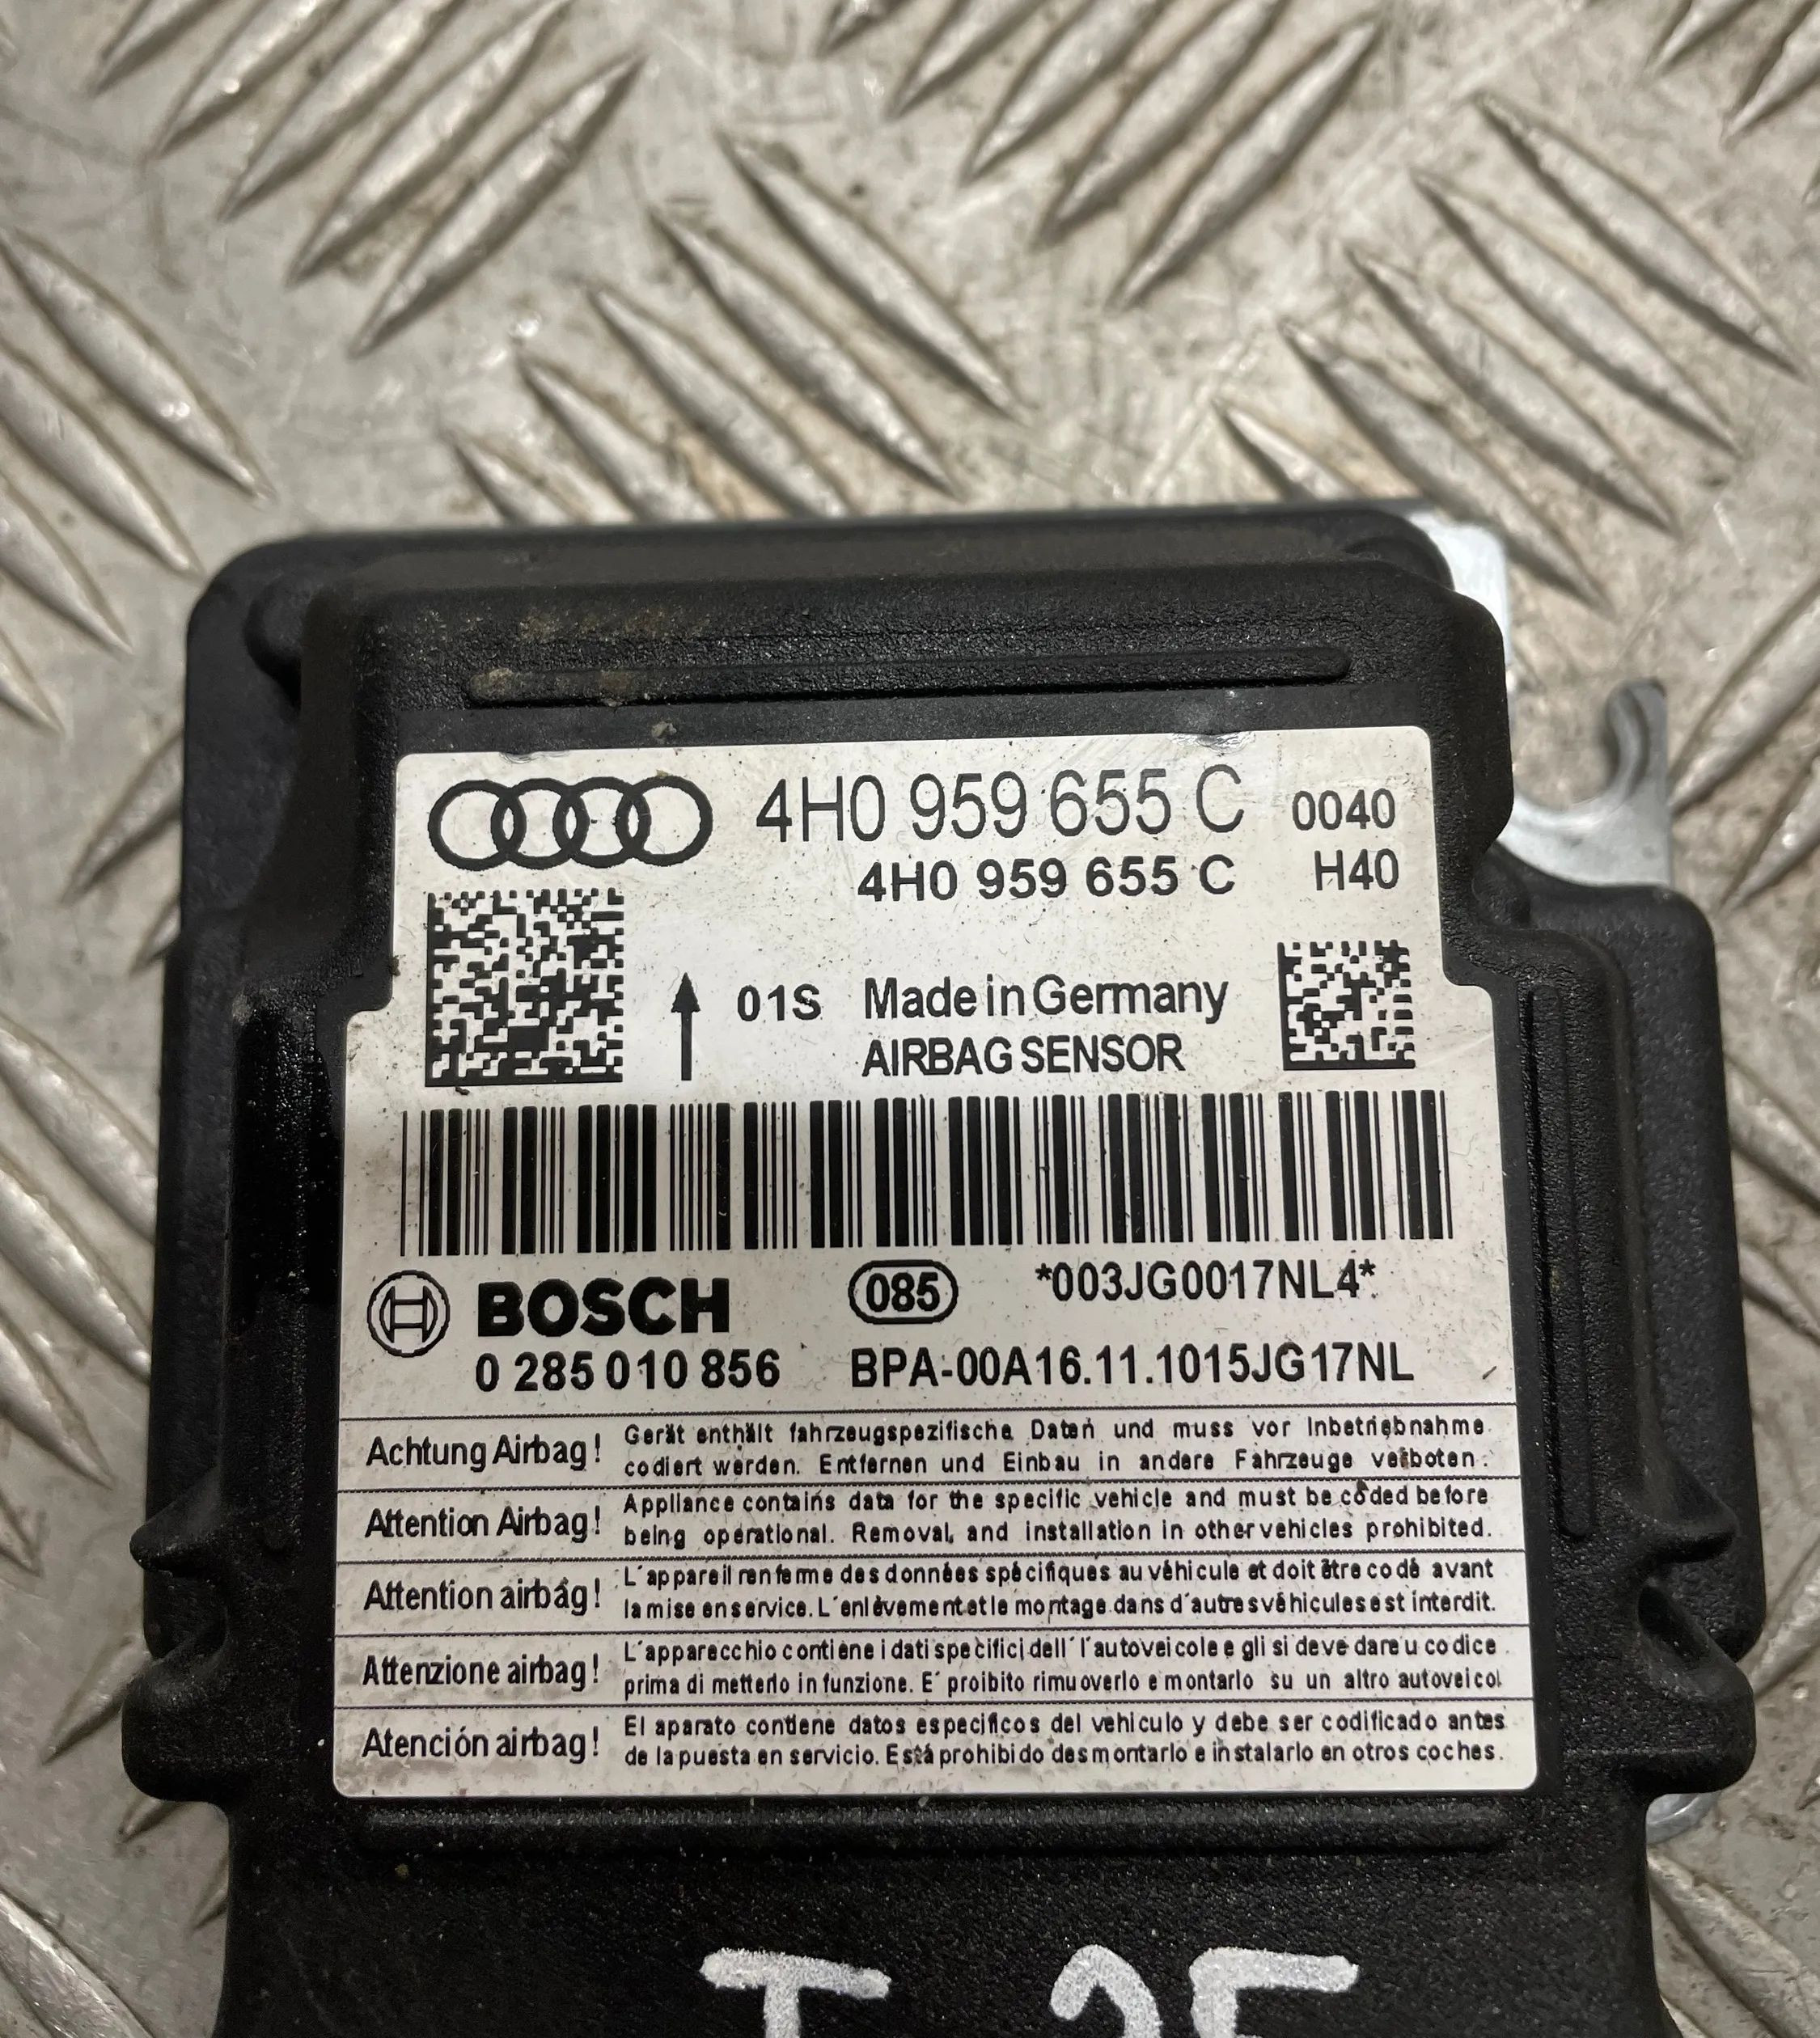 4H0 959 655 C 0040
4H0 959 655 C H40
01S Made in Germany
AIRBAG SENSOR
BOSCH 085 *003JG0017NL4*
0 285 010 856 BPA-00A16.11.1015JG17NL
Achtung Airbag! Gerät enthält fahrzeugspezifische Daten und muss vor Inbetriebnahme
codiert werden. Entfernen und Einbau in andere Fahrzeuge verboten.
Attention Airbag! Appliance contains data for the specific vehicle and must be coded before
being operational. Removal, and installation in other vehicles prohibited.
Attention airbag! L'appareil renferme des données spécifiques au véhicule et doit être codé avant
la mise en service. L'enlèvement et le montage dans d'autres véhicules est interdit.
Attenzione airbag! L'apparecchio contiene i dati specifici dell' l'autoveicolo e gli si deve dare u codice
prima di metterlo in funzione. E' proibito rimuoverlo e montarlo su un altro autoveicol
Atención airbag! El aparato contiene datos especificos del vehiculo y debe ser codificado antes
de la puesta en servicio. Está prohibido desmontarlo e instalarlo en otros coches.